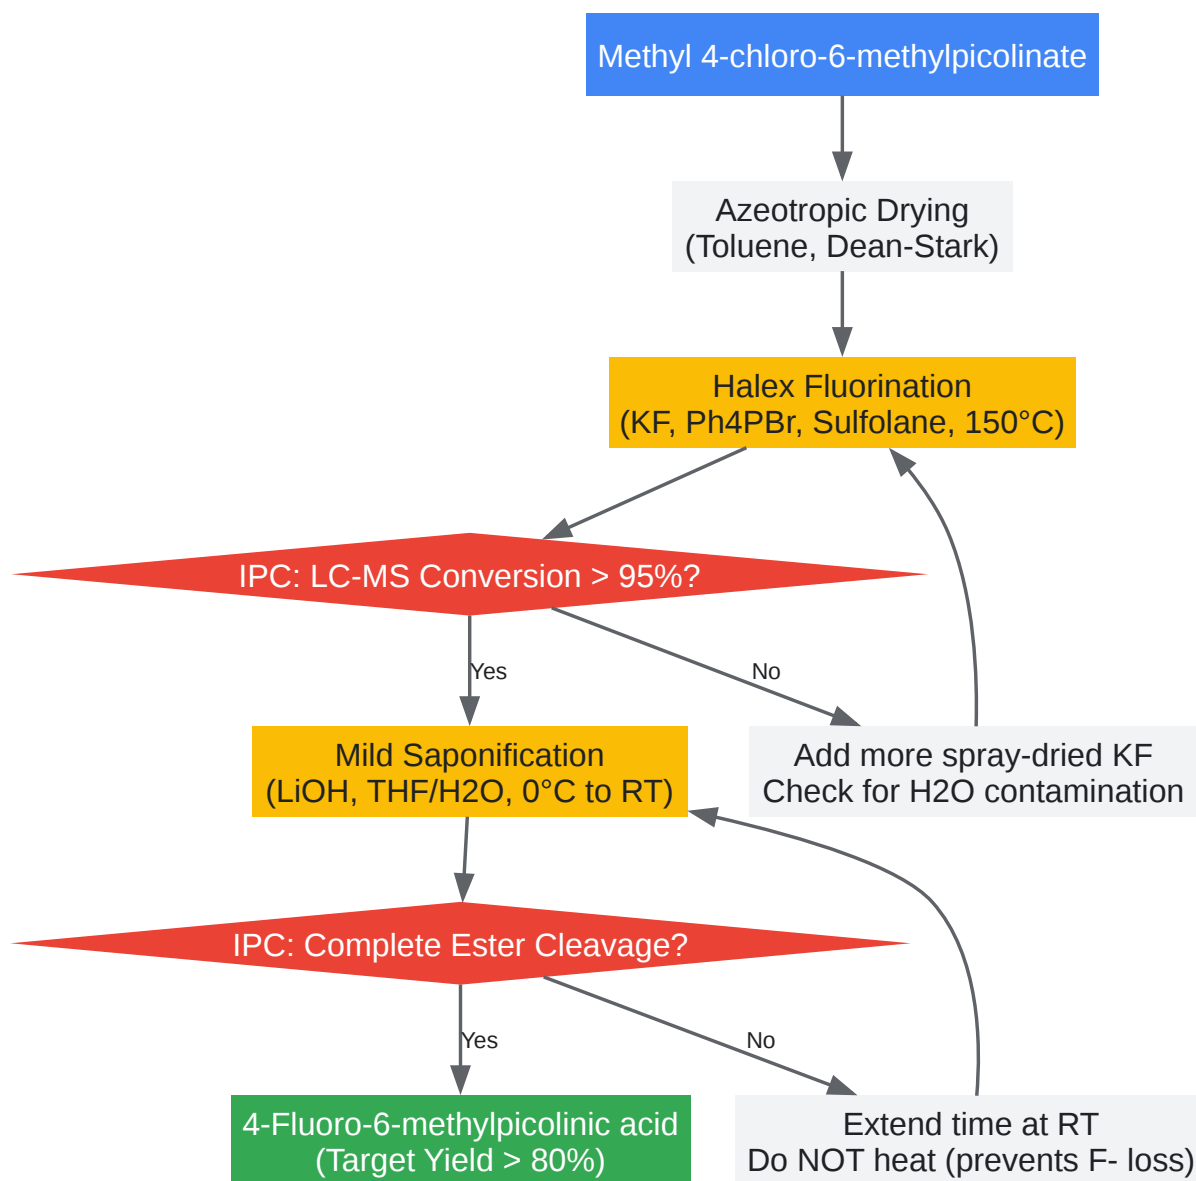 Methyl 4-chloro-6-methylpicolinate
Azeotropic Drying
(Toluene, Dean-Stark)
Halex Fluorination
(KF, Ph4PBr, Sulfolane, 150°C)
IPC: LC-MS Conversion > 95%?
Yes
No
Mild Saponification
(LiOH, THF/H2O, 0°C to RT)
Add more spray-dried KF
Check for H2O contamination
IPC: Complete Ester Cleavage?
Yes
No
4-Fluoro-6-methylpicolinic acid
(Target Yield > 80%)
Extend time at RT
Do NOT heat (prevents F- loss)